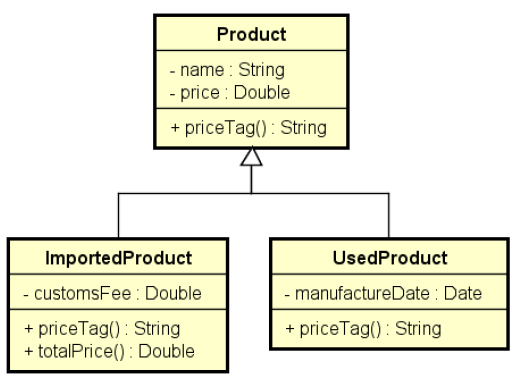 Product
- name : String
- price : Double
+ priceTag() : String
ImportedProduct
- customsFee : Double
+ priceTag() : String
+ totalPrice() : Double
UsedProduct
- manufactureDate : Date
+ priceTag() : String